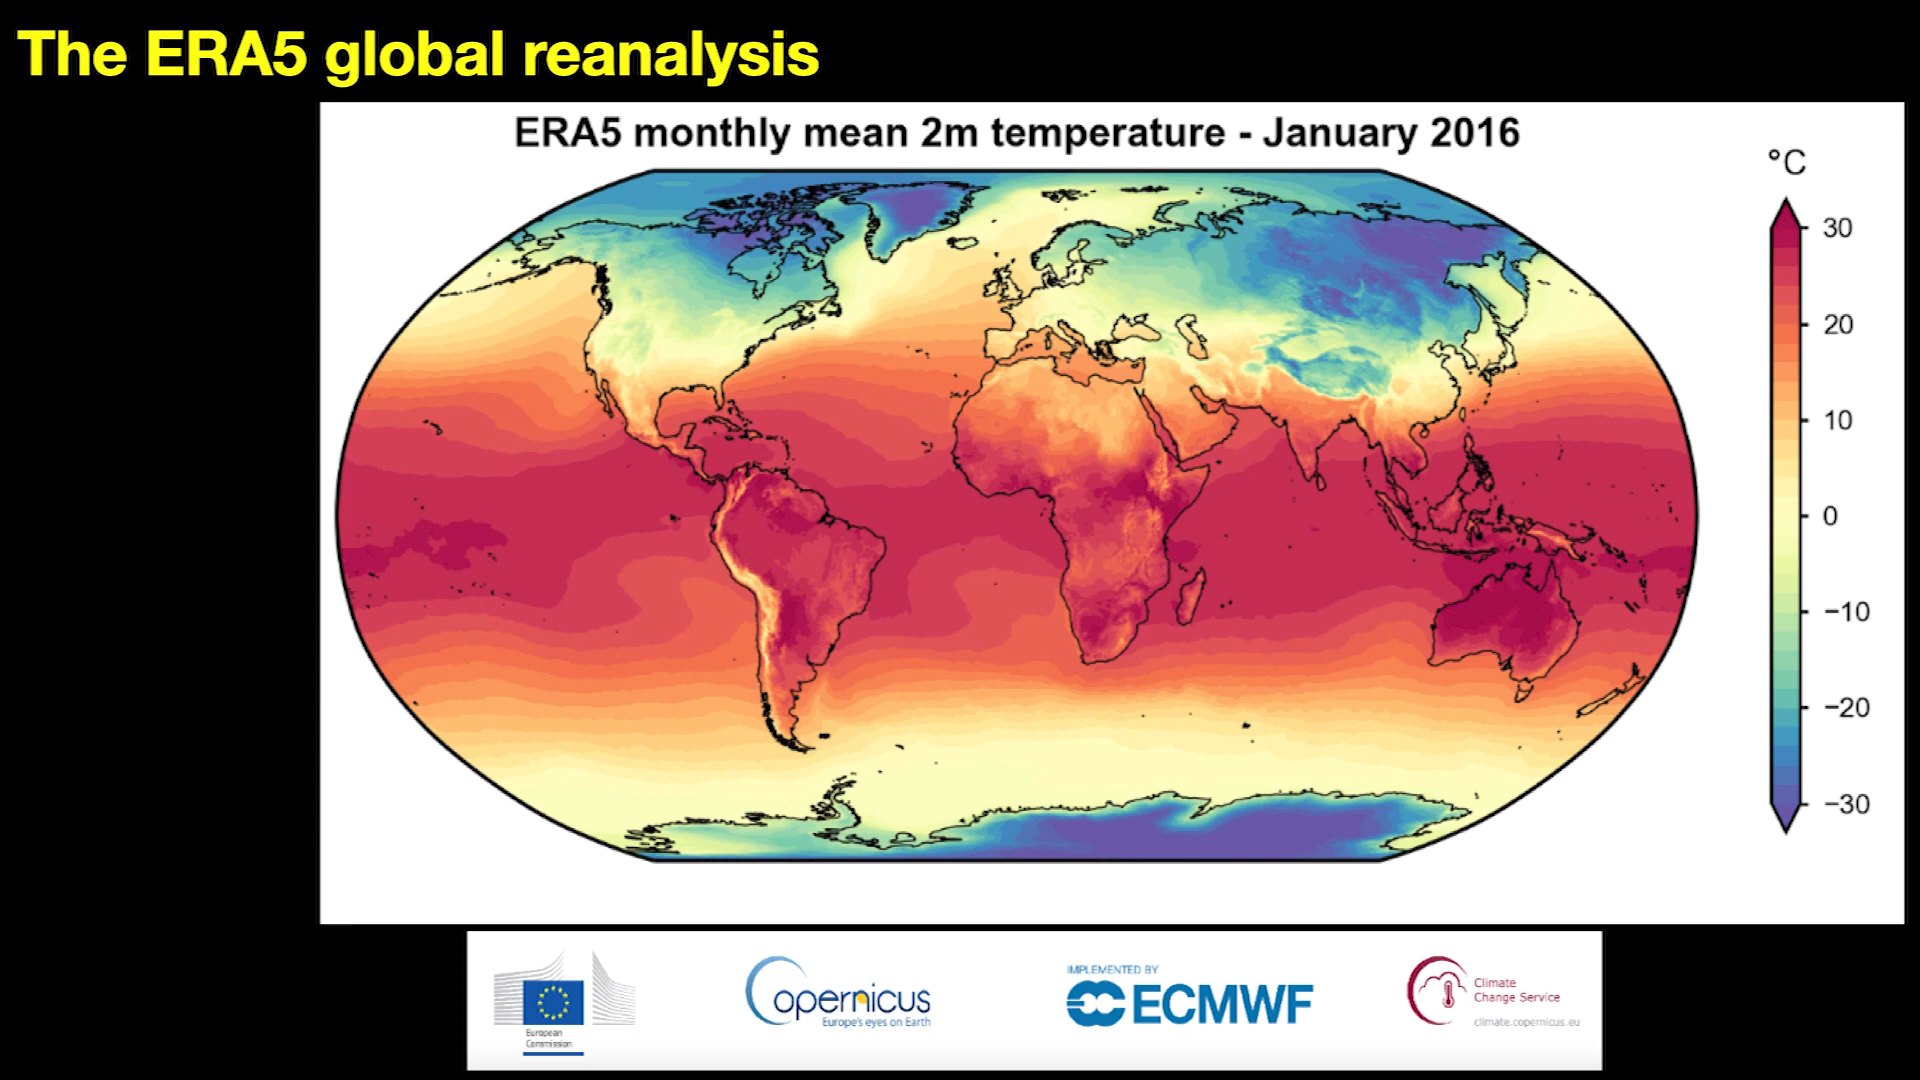 The ERA5 global reanalysis
ERA5 monthly mean 2m temperature - January 2016
°C
30
20
10
0
−10
−20
−30
European
Commission
Copernicus
Europe's eyes on Earth
IMPLEMENTED BY
ECMWF
Climate
Change Service
climate.copernicus.eu